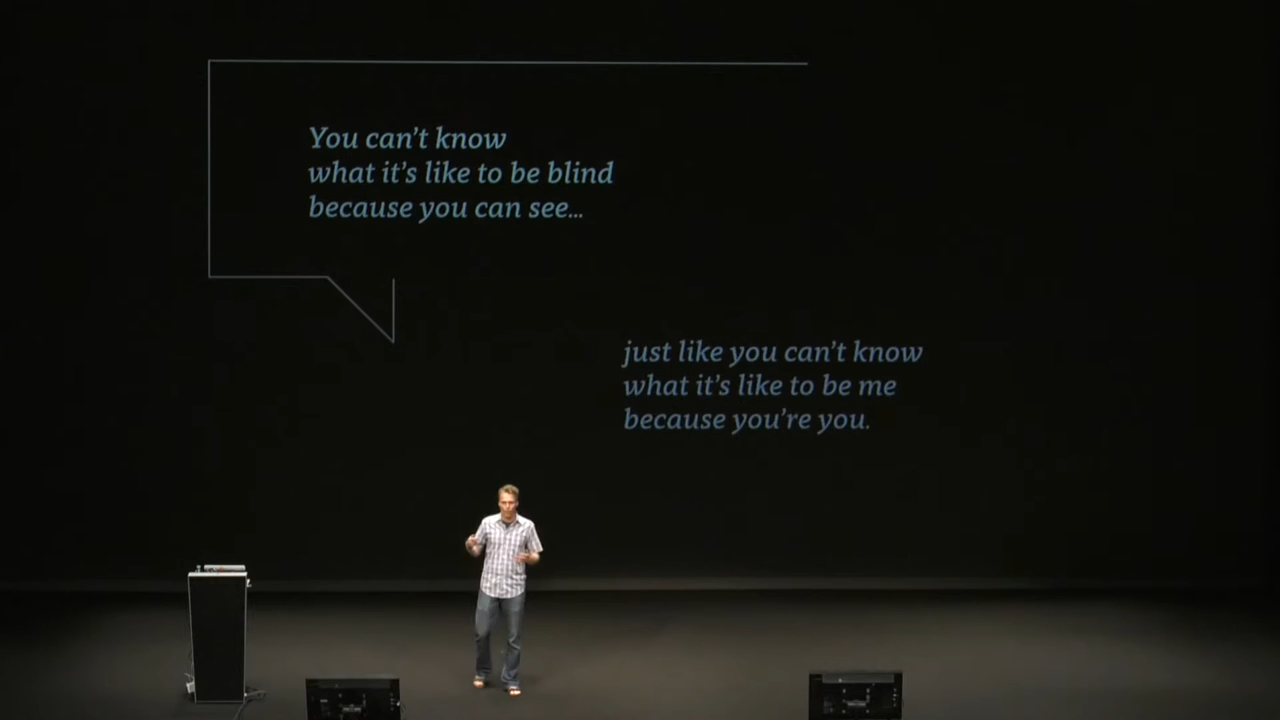 You can't know
what it's like to be blind
because you can see...
just like you can't know
what it's like to be me
because you're you.